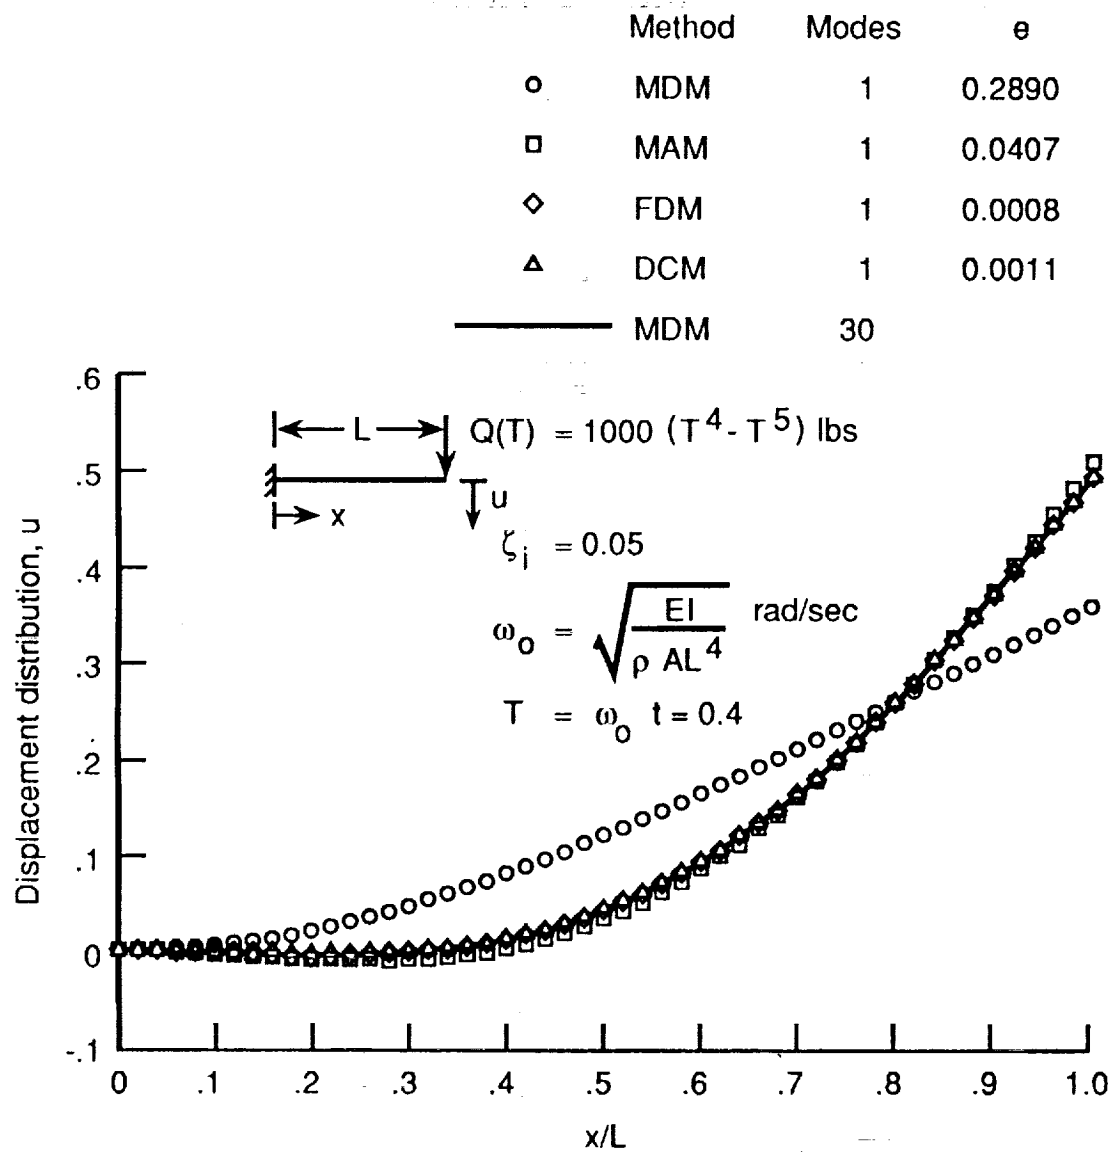 Method Modes e
MDM 1 0.2890
MAM 1 0.0407
FDM 1 0.0008
DCM 1 0.0011
MDM 30
.6
.5
.4
.3
.2
.1
0
-.1
Displacement distribution, u
L
Q(T) = 1000 (T⁴ - T⁵) lbs
u
x
ζi = 0.05
ωo = √(EI / ρ AL⁴) rad/sec
T = ωo t = 0.4
0 .1 .2 .3 .4 .5 .6 .7 .8 .9 1.0
x/L